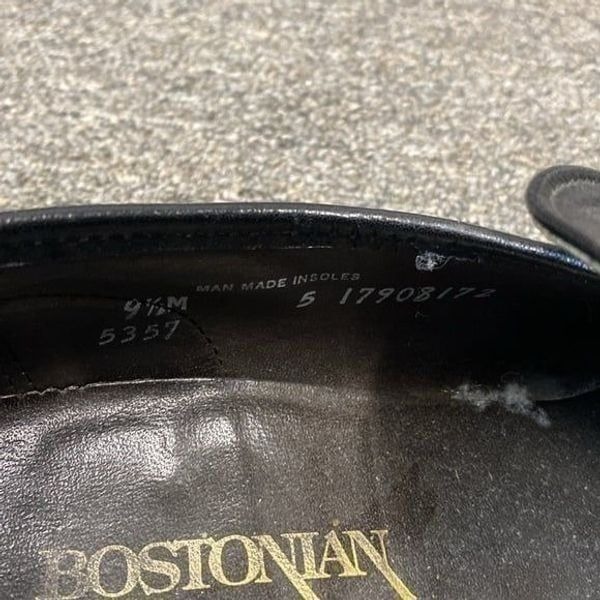 MAN MADE INSOLES
9½M 5 17908172
5357
BOSTONIAN